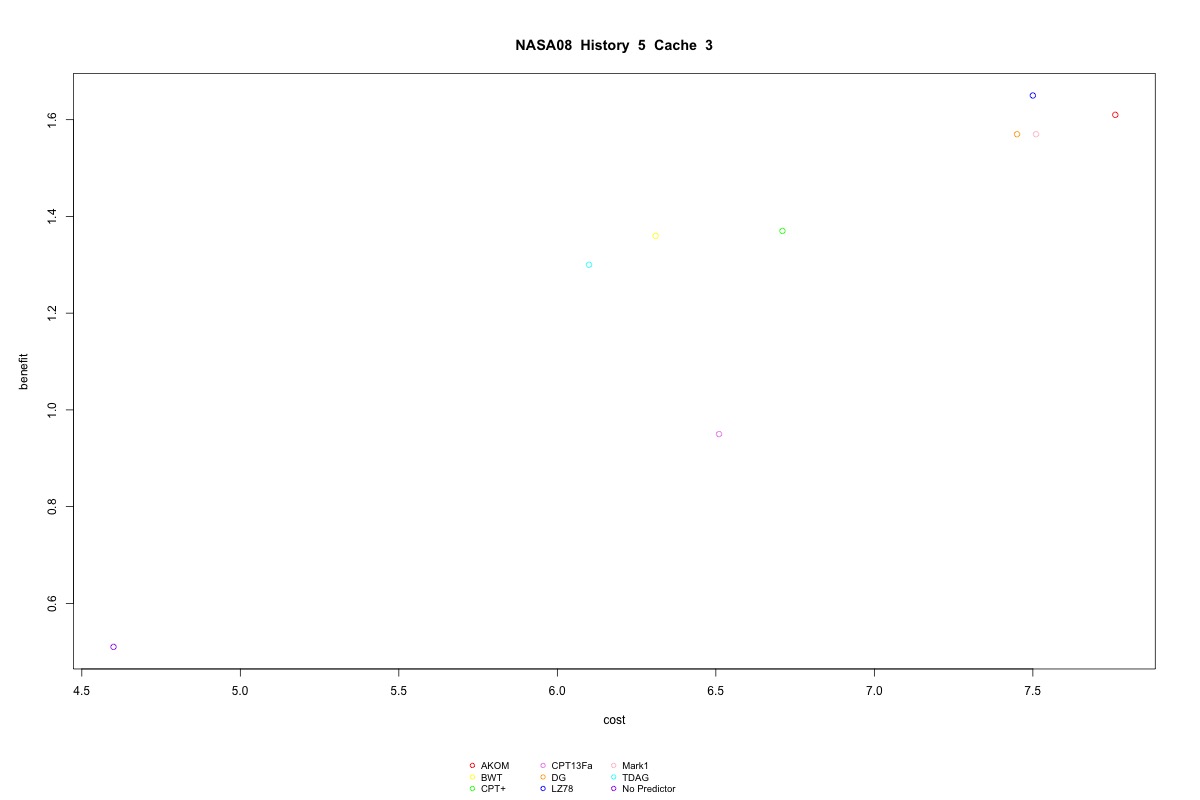 NASA08 History 5 Cache 3
1.6
1.4
1.2
1.0
0.8
0.6
benefit
4.5 5.0 5.5 6.0 6.5 7.0 7.5
cost
AKOM CPT13Fa Mark1
BWT DG TDAG
CPT+ LZ78 No Predictor